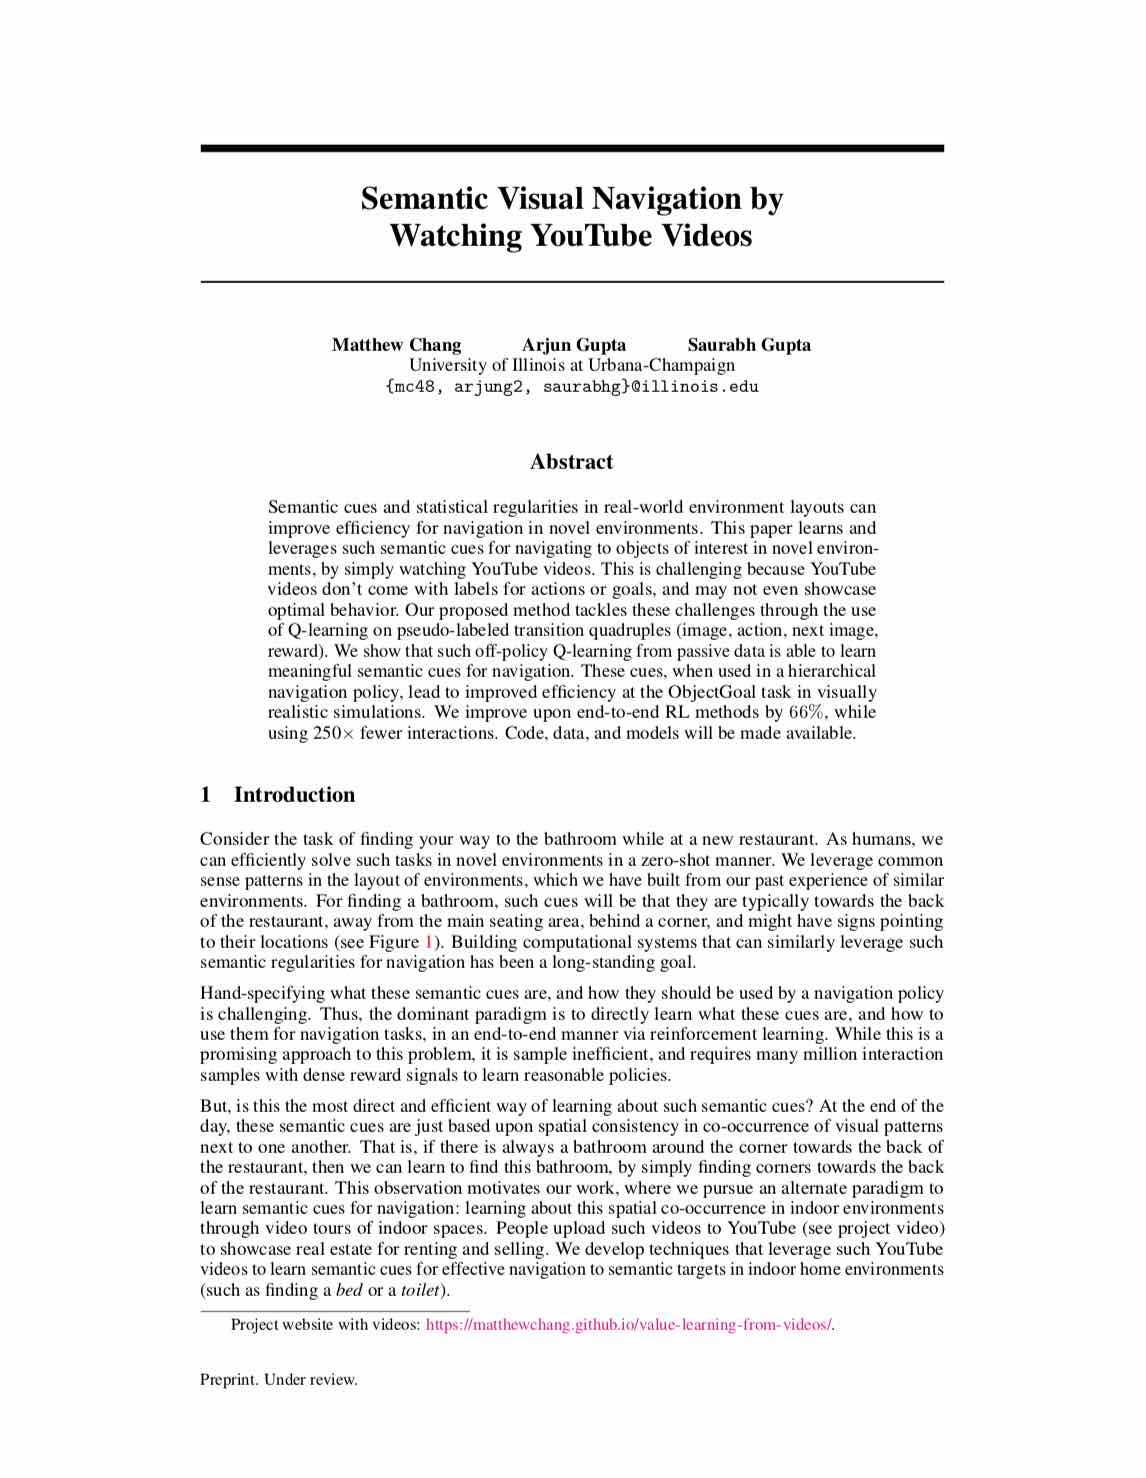 Semantic Visual Navigation by
Watching YouTube Videos
Matthew Chang Arjun Gupta Saurabh Gupta
University of Illinois at Urbana-Champaign
{mc48, arjung2, saurabhg}@illinois.edu
Abstract
Semantic cues and statistical regularities in real-world environment layouts can
improve efficiency for navigation in novel environments. This paper learns and
leverages such semantic cues for navigating to objects of interest in novel environ-
ments, by simply watching YouTube videos. This is challenging because YouTube
videos don't come with labels for actions or goals, and may not even showcase
optimal behavior. Our proposed method tackles these challenges through the use
of Q-learning on pseudo-labeled transition quadruples (image, action, next image,
reward). We show that such off-policy Q-learning from passive data is able to learn
meaningful semantic cues for navigation. These cues, when used in a hierarchical
navigation policy, lead to improved efficiency at the ObjectGoal task in visually
realistic simulations. We improve upon end-to-end RL methods by 66%, while
using 250× fewer interactions. Code, data, and models will be made available.
1 Introduction
Consider the task of finding your way to the bathroom while at a new restaurant. As humans, we
can efficiently solve such tasks in novel environments in a zero-shot manner. We leverage common
sense patterns in the layout of environments, which we have built from our past experience of similar
environments. For finding a bathroom, such cues will be that they are typically towards the back
of the restaurant, away from the main seating area, behind a corner, and might have signs pointing
to their locations (see Figure 1). Building computational systems that can similarly leverage such
semantic regularities for navigation has been a long-standing goal.
Hand-specifying what these semantic cues are, and how they should be used by a navigation policy
is challenging. Thus, the dominant paradigm is to directly learn what these cues are, and how to
use them for navigation tasks, in an end-to-end manner via reinforcement learning. While this is a
promising approach to this problem, it is sample inefficient, and requires many million interaction
samples with dense reward signals to learn reasonable policies.
But, is this the most direct and efficient way of learning about such semantic cues? At the end of the
day, these semantic cues are just based upon spatial consistency in co-occurrence of visual patterns
next to one another. That is, if there is always a bathroom around the corner towards the back of
the restaurant, then we can learn to find this bathroom, by simply finding corners towards the back
of the restaurant. This observation motivates our work, where we pursue an alternate paradigm to
learn semantic cues for navigation: learning about this spatial co-occurrence in indoor environments
through video tours of indoor spaces. People upload such videos to YouTube (see project video)
to showcase real estate for renting and selling. We develop techniques that leverage such YouTube
videos to learn semantic cues for effective navigation to semantic targets in indoor home environments
(such as finding a bed or a toilet).
Project website with videos: https://matthewchang.github.io/value-learning-from-videos/.
Preprint. Under review.